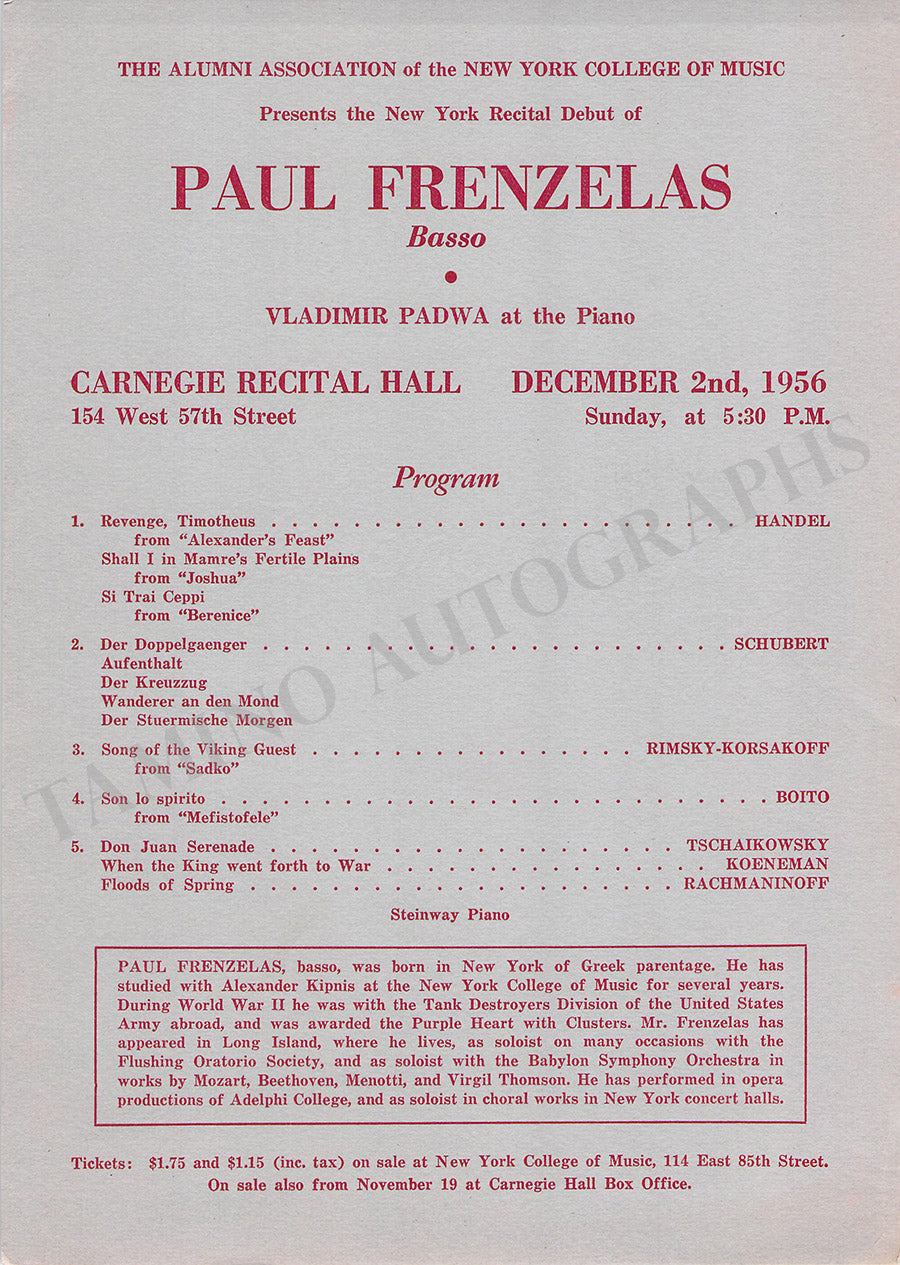 THE ALUMNI ASSOCIATION of the NEW YORK COLLEGE OF MUSIC
Presents the New York Recital Debut of
PAUL FRENZELAS
Basso
•
VLADIMIR PADWA at the Piano
CARNEGIE RECITAL HALL DECEMBER 2nd, 1956
154 West 57th Street Sunday, at 5:30 P.M.
Program
1. Revenge, Timotheus . . . . . . . . . . . . . . . . . . . . . . . . HANDEL
from “Alexander’s Feast”
Shall I in Mamre’s Fertile Plains
from “Joshua”
Si Trai Ceppi
from “Berenice”
2. Der Doppelgaenger . . . . . . . . . . . . . . . . . . . . . . . . SCHUBERT
Aufenthalt
Der Kreuzzug
Wanderer an den Mond
Der Stuermische Morgen
3. Song of the Viking Guest . . . . . . . . . . . . . . . . . RIMSKY-KORSAKOFF
from “Sadko”
4. Son lo spirito . . . . . . . . . . . . . . . . . . . . . . . . . . . . . BOITO
from “Mefistofele”
5. Don Juan Serenade . . . . . . . . . . . . . . . . . . . . . TSCHAIKOWSKY
When the King went forth to War . . . . . . . . . . . . . . . . . KOENEMAN
Floods of Spring . . . . . . . . . . . . . . . . . . . . . . RACHMANINOFF
Steinway Piano
PAUL FRENZELAS, basso, was born in New York of Greek parentage. He has
studied with Alexander Kipnis at the New York College of Music for several years.
During World War II he was with the Tank Destroyers Division of the United States
Army abroad, and was awarded the Purple Heart with Clusters. Mr. Frenzelas has
appeared in Long Island, where he lives, as soloist on many occasions with the
Flushing Oratorio Society, and as soloist with the Babylon Symphony Orchestra in
works by Mozart, Beethoven, Menotti, and Virgil Thomson. He has performed in opera
productions of Adelphi College, and as soloist in choral works in New York concert halls.
Tickets: $1.75 and $1.15 (inc. tax) on sale at New York College of Music, 114 East 85th Street.
On sale also from November 19 at Carnegie Hall Box Office.
TAMINO AUTOGRAPHS